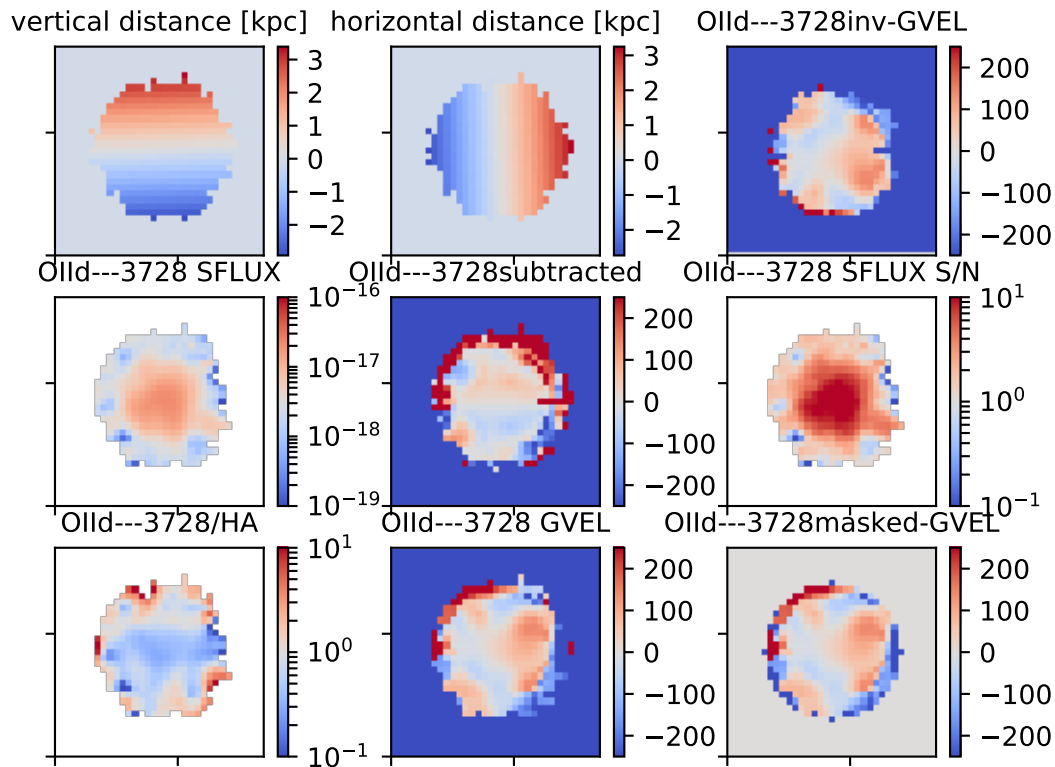 vertical distance [kpc] horizontal distance [kpc] OIId---3728inv-GVEL
3 3 200
2 2 100
1 1 0
0 0 −100
−1 −1 −200
−2 −2
OIId---3728 SFLUX OIId---3728subtracted OIId---3728 SFLUX S/N
10⁻¹⁶ 200 10¹
10⁻¹⁷ 100
0 10⁰
10⁻¹⁸ −100
10⁻¹⁹ −200 10⁻¹
OIId---3728/HA OIId---3728 GVEL OIId---3728masked-GVEL
10¹ 200 200
100 100
10⁰ 0 0
−100 −100
10⁻¹ −200 −200